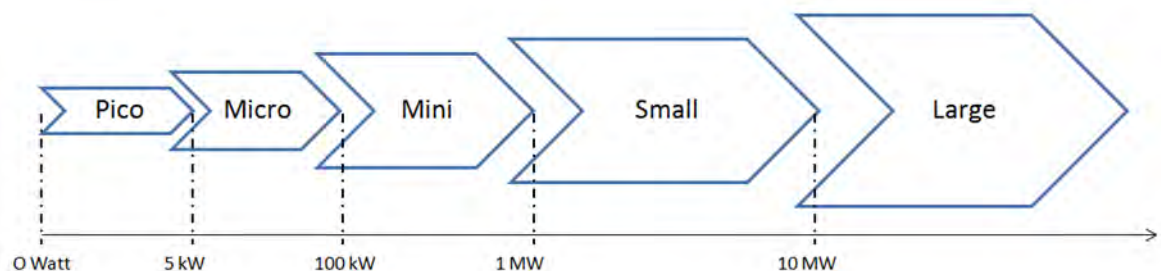 Pico Micro Mini Small Large
O Watt 5 kW 100 kW 1 MW 10 MW